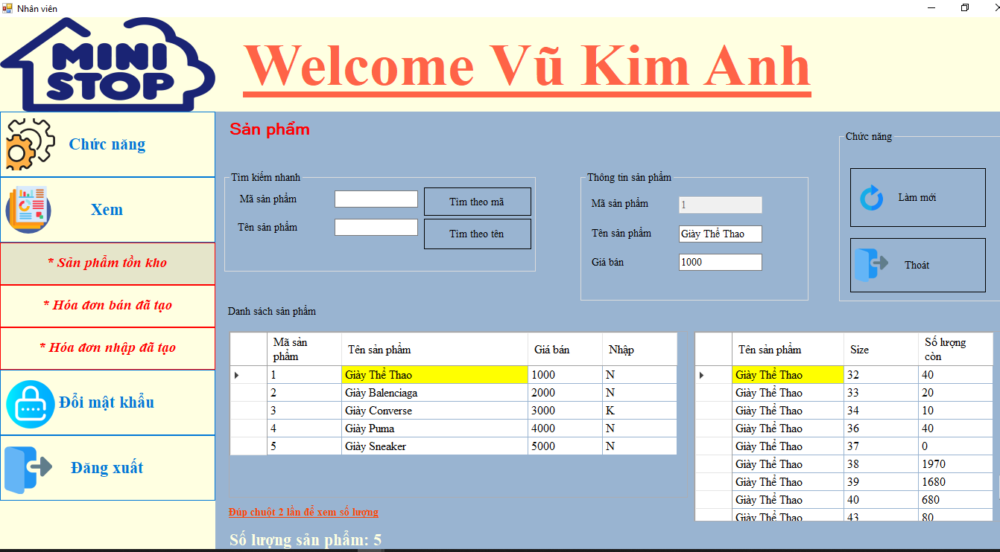 Nhân viên
MINI
STOP
Welcome Vũ Kim Anh
Chức năng
Xem
* Sản phẩm tồn kho
* Hóa đơn bán đã tạo
* Hóa đơn nhập đã tạo
Đổi mật khẩu
Đăng xuất
Sản phẩm
Tìm kiếm nhanh
Mã sản phẩm
Tìm theo mã
Tên sản phẩm
Tìm theo tên
Thông tin sản phẩm
Mã sản phẩm 1
Tên sản phẩm Giày Thể Thao
Giá bán 1000
Chức năng
Làm mới
Thoát
Danh sách sản phẩm
Mã sản phẩm Tên sản phẩm Giá bán Nhập
1 Giày Thể Thao 1000 N
2 Giày Balenciaga 2000 N
3 Giày Converse 3000 K
4 Giày Puma 4000 N
5 Giày Sneaker 5000 N
Tên sản phẩm Size Số lượng còn
Giày Thể Thao 32 40
Giày Thể Thao 33 20
Giày Thể Thao 34 10
Giày Thể Thao 36 40
Giày Thể Thao 37 0
Giày Thể Thao 38 1970
Giày Thể Thao 39 1680
Giày Thể Thao 40 680
Giày Thể Thao 43 80
Đúp chuột 2 lần để xem số lượng
Số lượng sản phẩm: 5